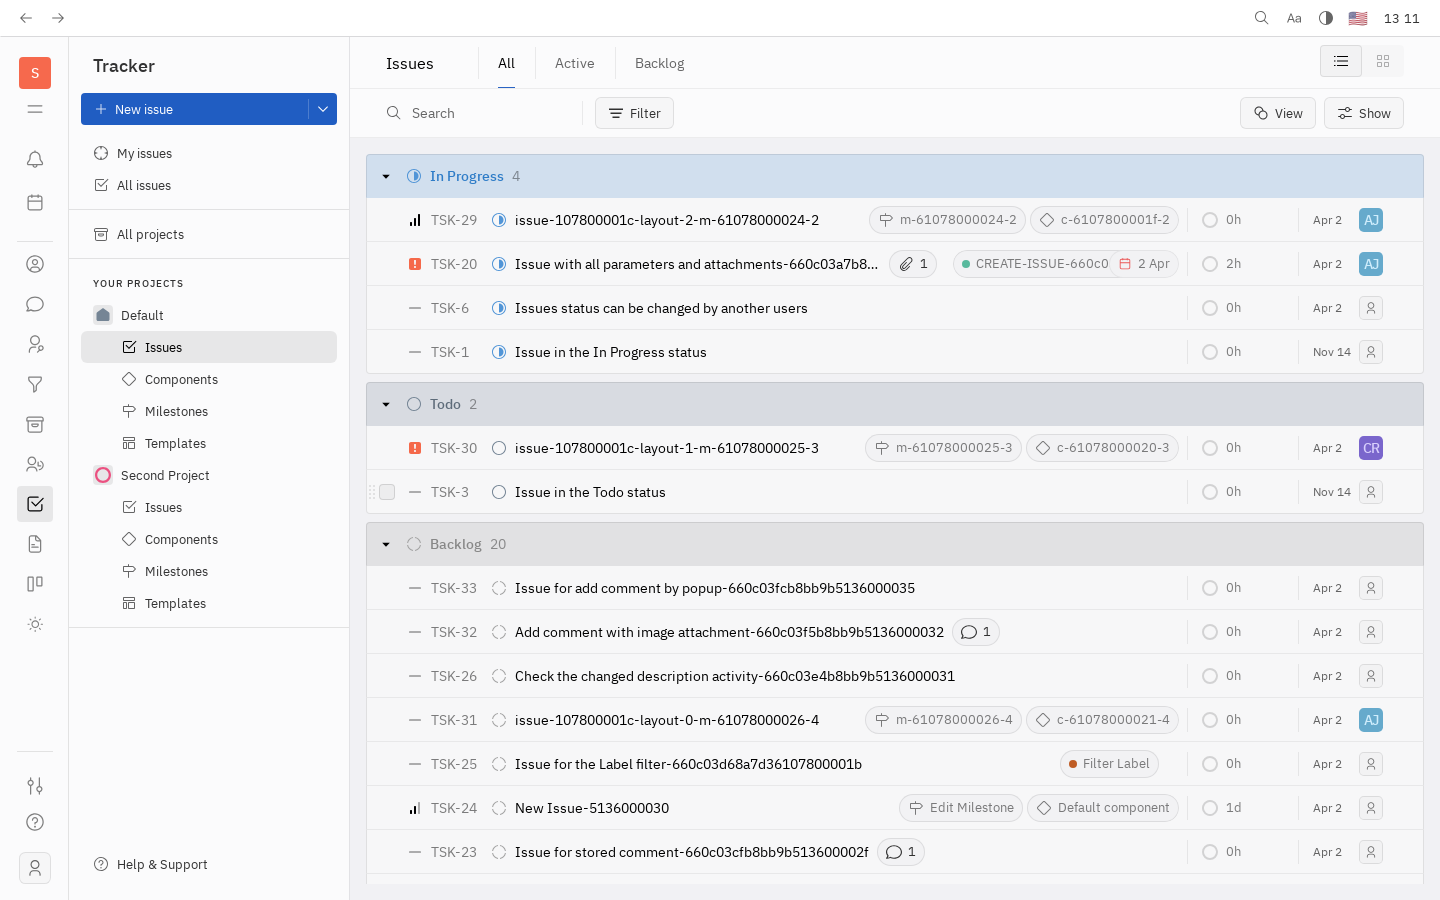 Aa 13 11
S
Tracker
New issue
My issues
All issues
All projects
YOUR PROJECTS
Default
Issues
Components
Milestones
Templates
Second Project
Issues
Components
Milestones
Templates
Help & Support
Issues All Active Backlog
Search Filter View Show
In Progress 4
TSK-29 issue-107800001c-layout-2-m-61078000024-2 m-61078000024-2 c-6107800001f-2 0h Apr 2 AJ
TSK-20 Issue with all parameters and attachments-660c03a7b8... 1 CREATE-ISSUE-660c0 2 Apr 2h Apr 2 AJ
TSK-6 Issues status can be changed by another users 0h Apr 2
TSK-1 Issue in the In Progress status 0h Nov 14
Todo 2
TSK-30 issue-107800001c-layout-1-m-61078000025-3 m-61078000025-3 c-61078000020-3 0h Apr 2 CR
TSK-3 Issue in the Todo status 0h Nov 14
Backlog 20
TSK-33 Issue for add comment by popup-660c03fcb8bb9b5136000035 0h Apr 2
TSK-32 Add comment with image attachment-660c03f5b8bb9b5136000032 1 0h Apr 2
TSK-26 Check the changed description activity-660c03e4b8bb9b5136000031 0h Apr 2
TSK-31 issue-107800001c-layout-0-m-61078000026-4 m-61078000026-4 c-61078000021-4 0h Apr 2 AJ
TSK-25 Issue for the Label filter-660c03d68a7d36107800001b Filter Label 0h Apr 2
TSK-24 New Issue-5136000030 Edit Milestone Default component 1d Apr 2
TSK-23 Issue for stored comment-660c03cfb8bb9b513600002f 1 0h Apr 2